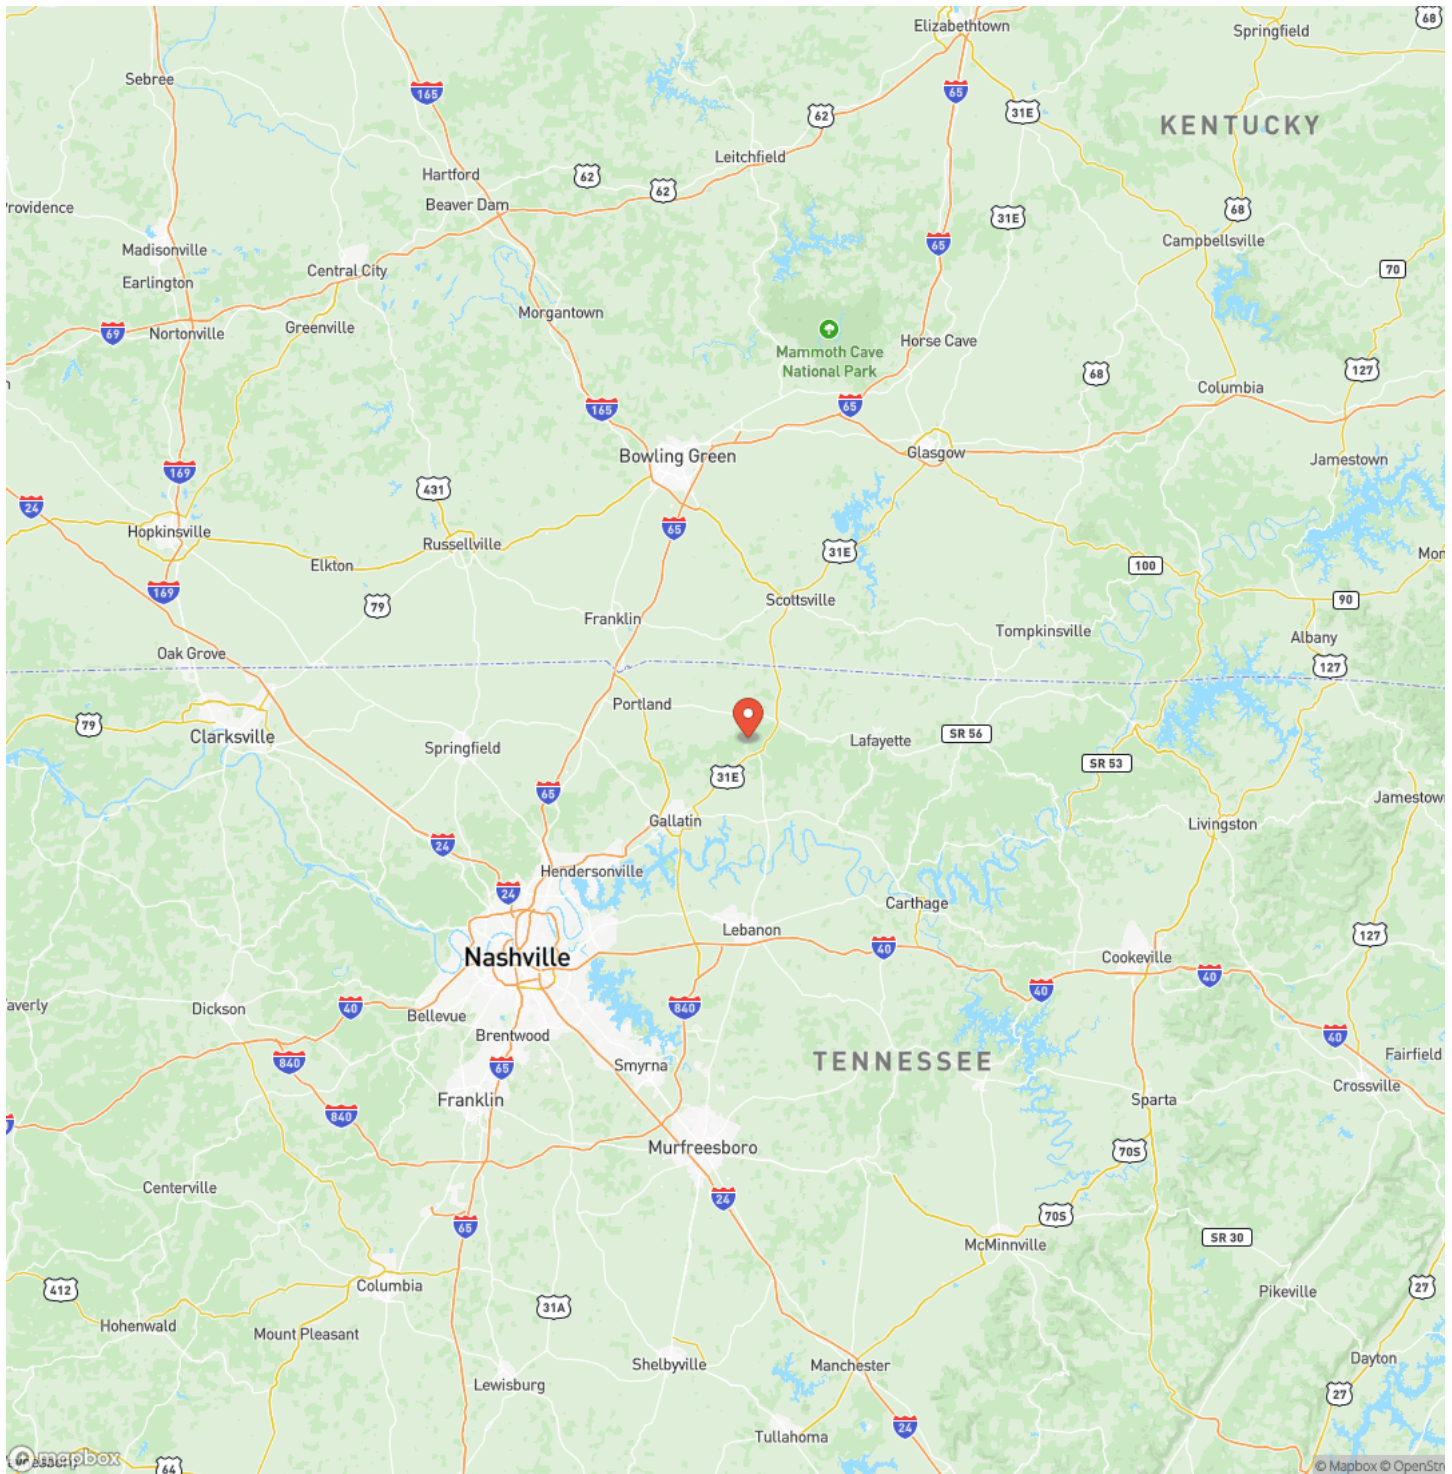 Elizabethtown
68
Springfield
Sebree
165
65
31E
62
KENTUCKY
Leitchfield
Hartford
62
62
Beaver Dam
Providence
68
31E
Madisonville
65
Campbellsville
Central City
70
Earlington
Morgantown
69
Nortonville
Greenville
Horse Cave
Mammoth Cave
National Park
127
68
Columbia
165
65
Bowling Green
Glasgow
Jamestown
169
431
24
Hopkinsville
65
Russellville
31E
Elkton
100
169
79
Scottsville
90
Franklin
Tompkinsville
Albany
Oak Grove
127
Portland
79
Clarksville
Springfield
Lafayette
SR 56
SR 53
31E
65
Jamestown
Gallatin
Livingston
24
Hendersonville
24
Carthage
Lebanon
127
40
Nashville
Cookeville
40
40
Dickson
40
840
Bellevue
Brentwood
40
840
TENNESSEE
Fairfield
65
Smyrna
Crossville
Franklin
Sparta
840
Murfreesboro
70S
Centerville
24
70S
65
SR 30
McMinnville
Columbia
412
27
Pikeville
31A
Hohenwald
Mount Pleasant
Shelbyville
Manchester
Dayton
Lewisburg
27
24
Tullahoma
mapbox
64
© Mapbox © OpenStr